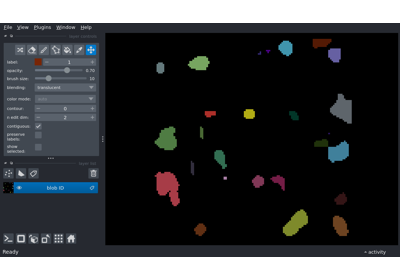 File View Plugins Window Help
label: 1
opacity: 0.70
brush size: 10
blending: translucent
color mode:
contour: 0
n edit dim: 2
contiguous:
preserve
labels:
show
selected:
blob ID
Ready
activity